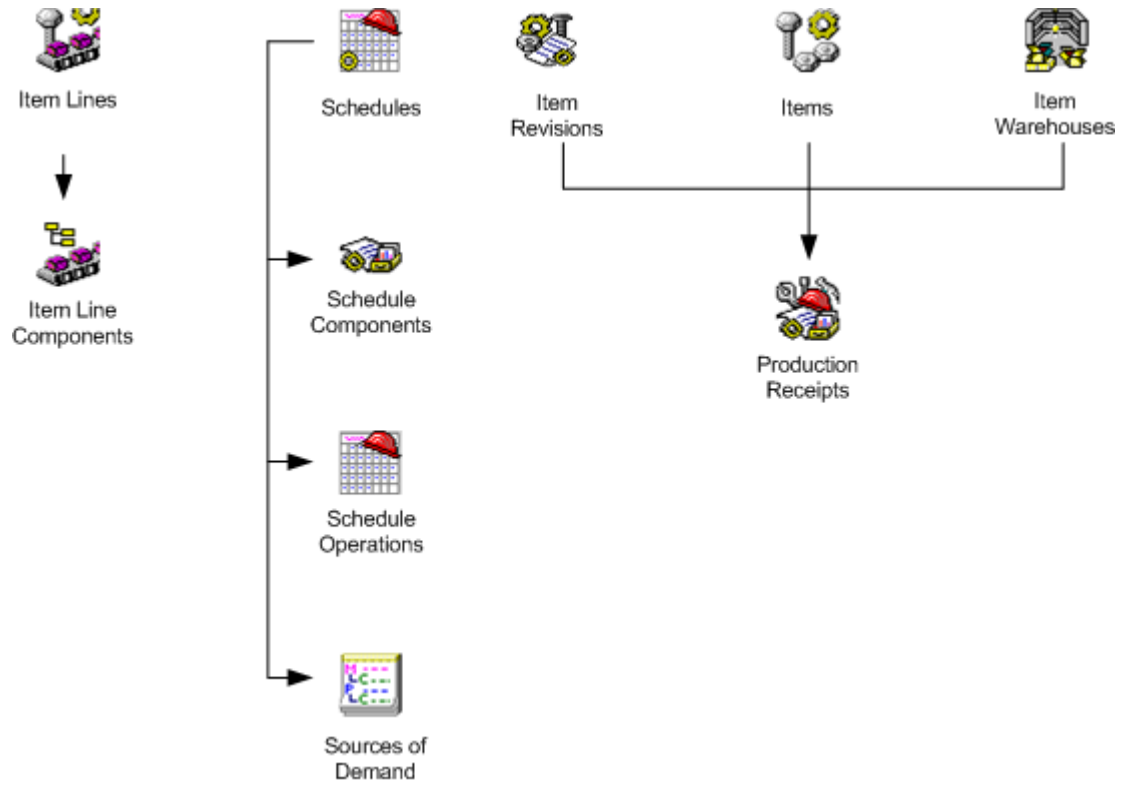 Item Lines
Schedules
Item
Revisions
Items
Item
Warehouses
Item Line
Components
Schedule
Components
Production
Receipts
Schedule
Operations
Sources of
Demand